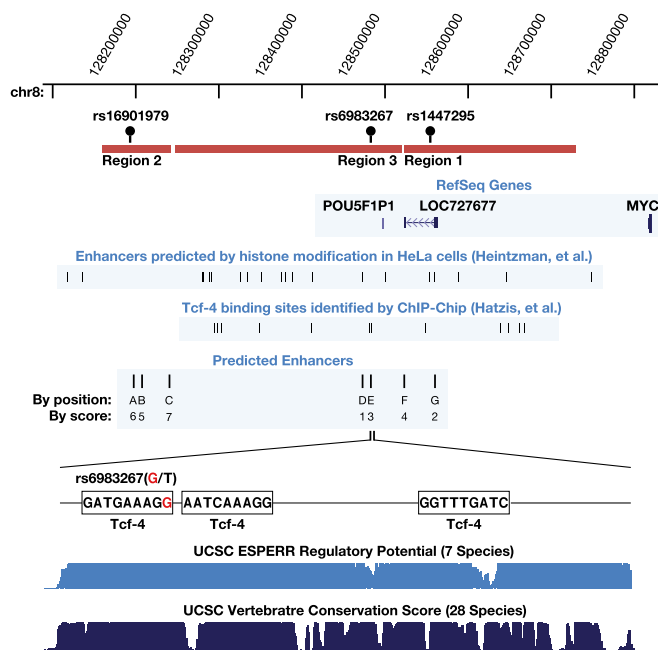 128200000 128300000 128400000 128500000 128600000 128700000 128800000
chr8:
rs16901979 rs6983267 rs1447295
Region 2 Region 3 Region 1
RefSeq Genes
POU5F1P1 LOC727677 MYC
Enhancers predicted by histone modification in HeLa cells (Heintzman, et al.)
Tcf-4 binding sites identified by ChIP-Chip (Hatzis, et al.)
Predicted Enhancers
By position: A B C D E F G
By score: 6 5 7 1 3 4 2
rs6983267(G/T)
GATGAAAGG AATCAAAGG GGTTTGATC
Tcf-4 Tcf-4 Tcf-4
UCSC ESPERR Regulatory Potential (7 Species)
UCSC Vertebratre Conservation Score (28 Species)